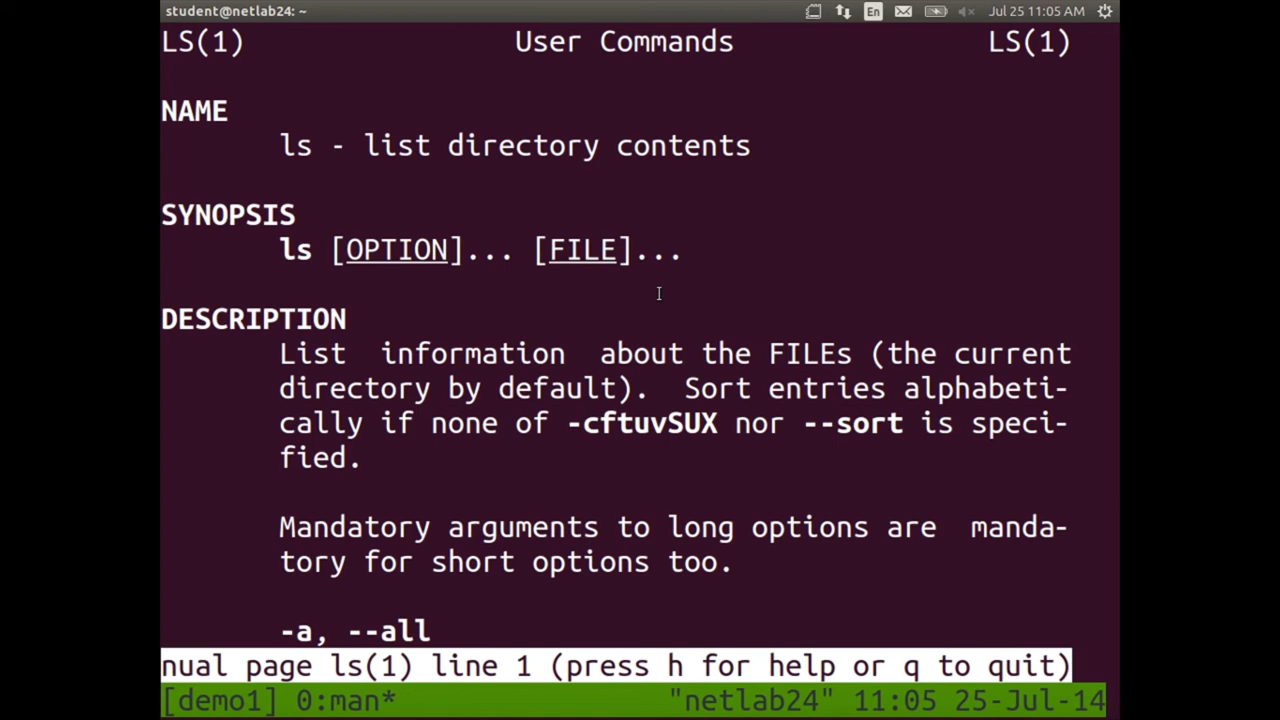 student@netlab24: ~ En Jul 25 11:05 AM
LS(1) User Commands LS(1)
NAME
ls - list directory contents
SYNOPSIS
ls [OPTION]... [FILE]...
DESCRIPTION
List information about the FILEs (the current
directory by default). Sort entries alphabeti-
cally if none of -cftuvSUX nor --sort is speci-
fied.
Mandatory arguments to long options are manda-
tory for short options too.
-a, --all
nual page ls(1) line 1 (press h for help or q to quit)
[demo1] 0:man* "netlab24" 11:05 25-Jul-14